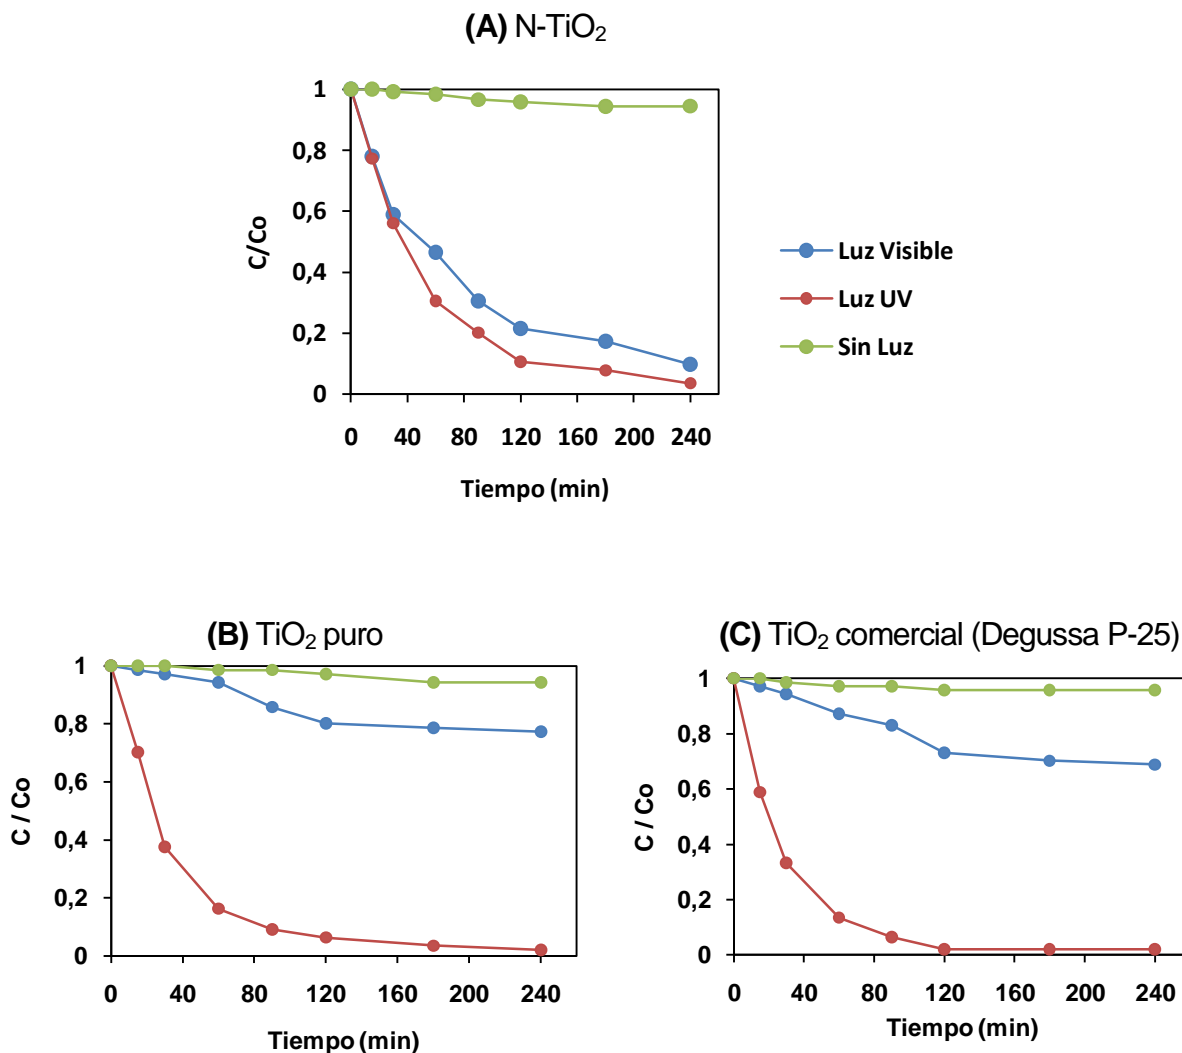 (A) N-TiO₂
1
0,8
0,6
0,4
0,2
0
C/Co
0 40 80 120 160 200 240
Tiempo (min)
Luz Visible
Luz UV
Sin Luz
(B) TiO₂ puro
1
0,8
0,6
0,4
0,2
0
C / Co
0 40 80 120 160 200 240
Tiempo (min)
(C) TiO₂ comercial (Degussa P-25)
1
0,8
0,6
0,4
0,2
0
C / Co
0 40 80 120 160 200 240
Tiempo (min)